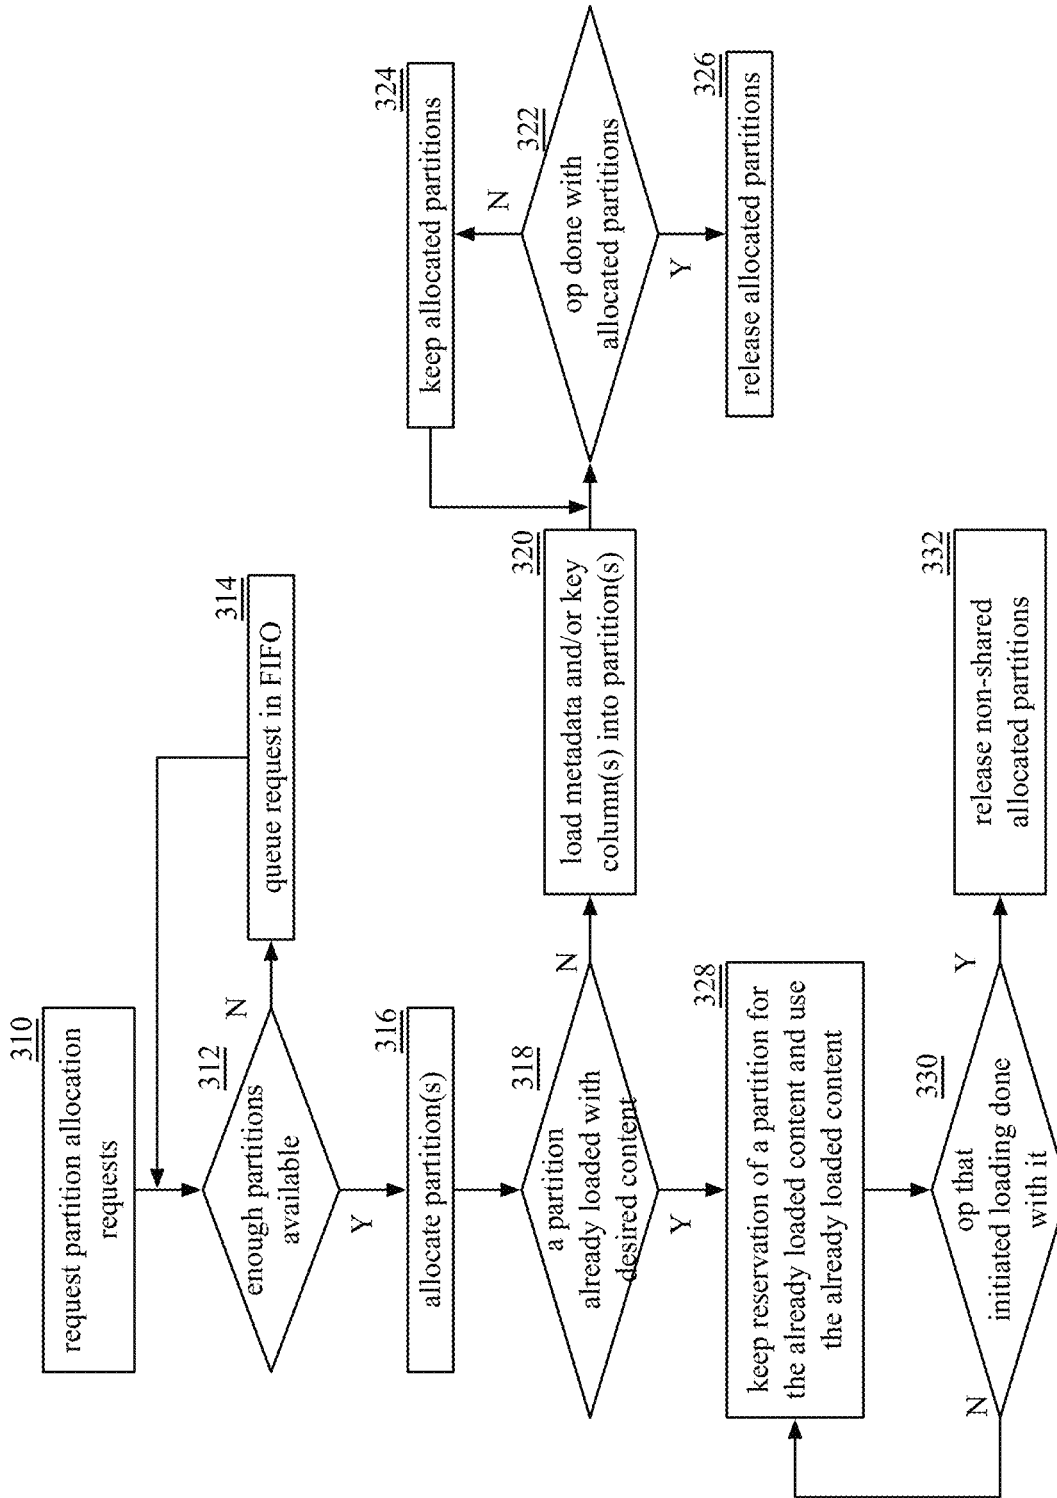 310
request partition allocation
requests
312
enough partitions
available
N
Y
314
queue request in FIFO
316
allocate partition(s)
318
a partition
already loaded with
desired content
N
Y
320
load metadata and/or key
column(s) into partition(s)
322
op done with
allocated partitions
N
Y
324
keep allocated partitions
326
release allocated partitions
328
keep reservation of a partition for
the already loaded content and use
the already loaded content
330
op that
initiated loading done
with it
N
Y
332
release non-shared
allocated partitions